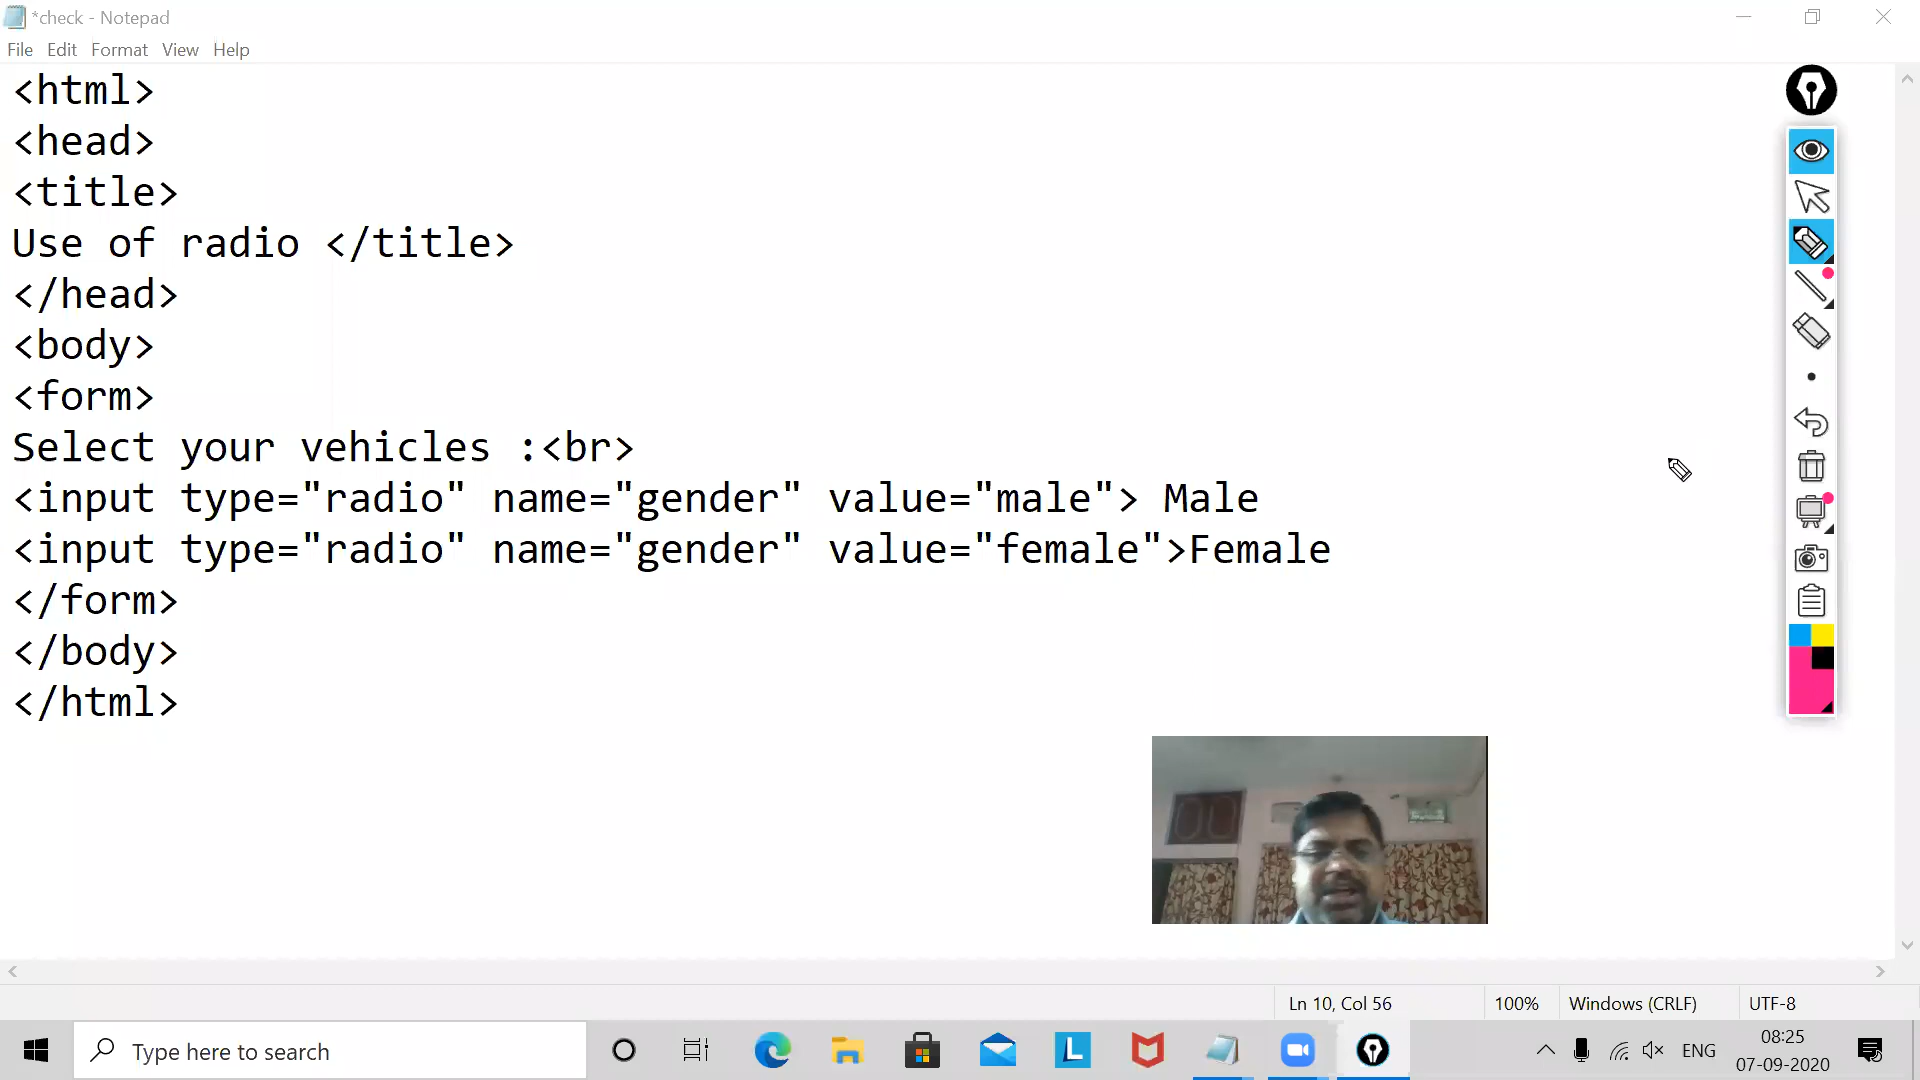 *check - Notepad
File Edit Format View Help
<html>
<head>
<title>
Use of radio </title>
</head>
<body>
<form>
Select your vehicles :<br>
<input type="radio" name="gender" value="male"> Male
<input type="radio" name="gender" value="female">Female
</form>
</body>
</html>
Ln 10, Col 56 100% Windows (CRLF) UTF-8
Type here to search
L
ENG
08:25
07-09-2020